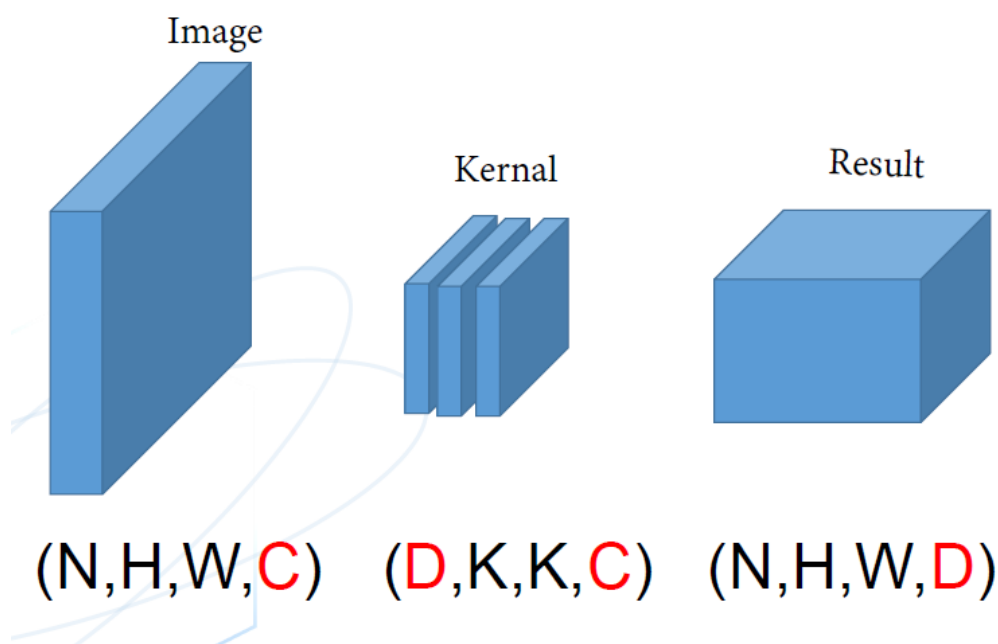 Image
Kernal
Result
(N,H,W,C)
(D,K,K,C)
(N,H,W,D)